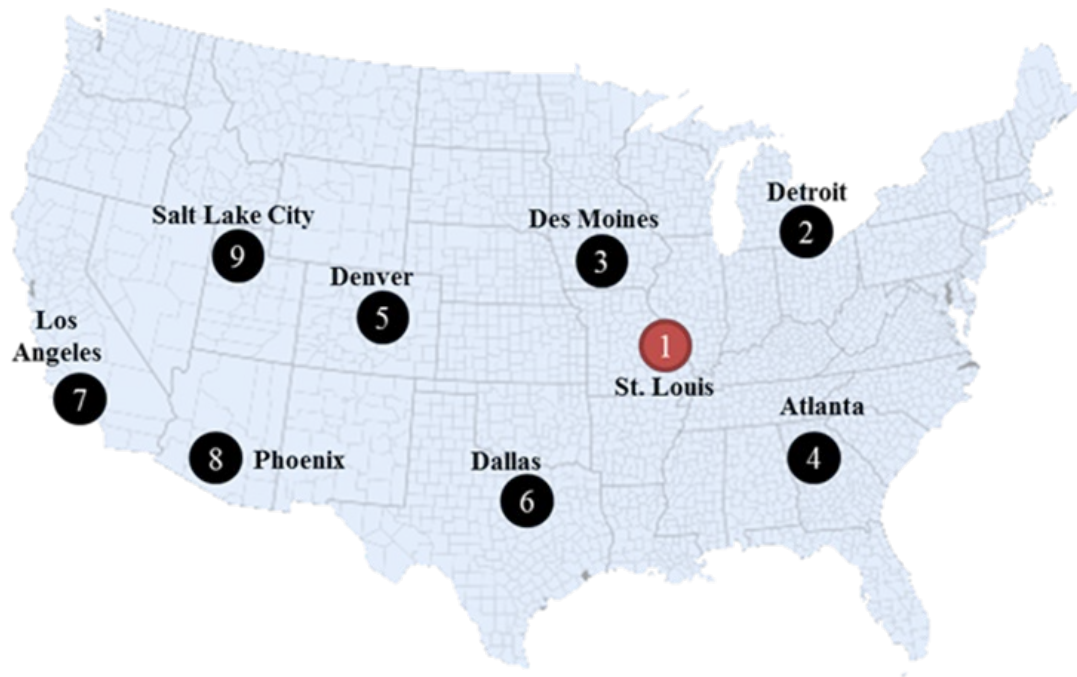 Detroit
2
Salt Lake City
9
Des Moines
3
Denver
5
Los
Angeles
7
1
St. Louis
Atlanta
4
8
Phoenix
Dallas
6